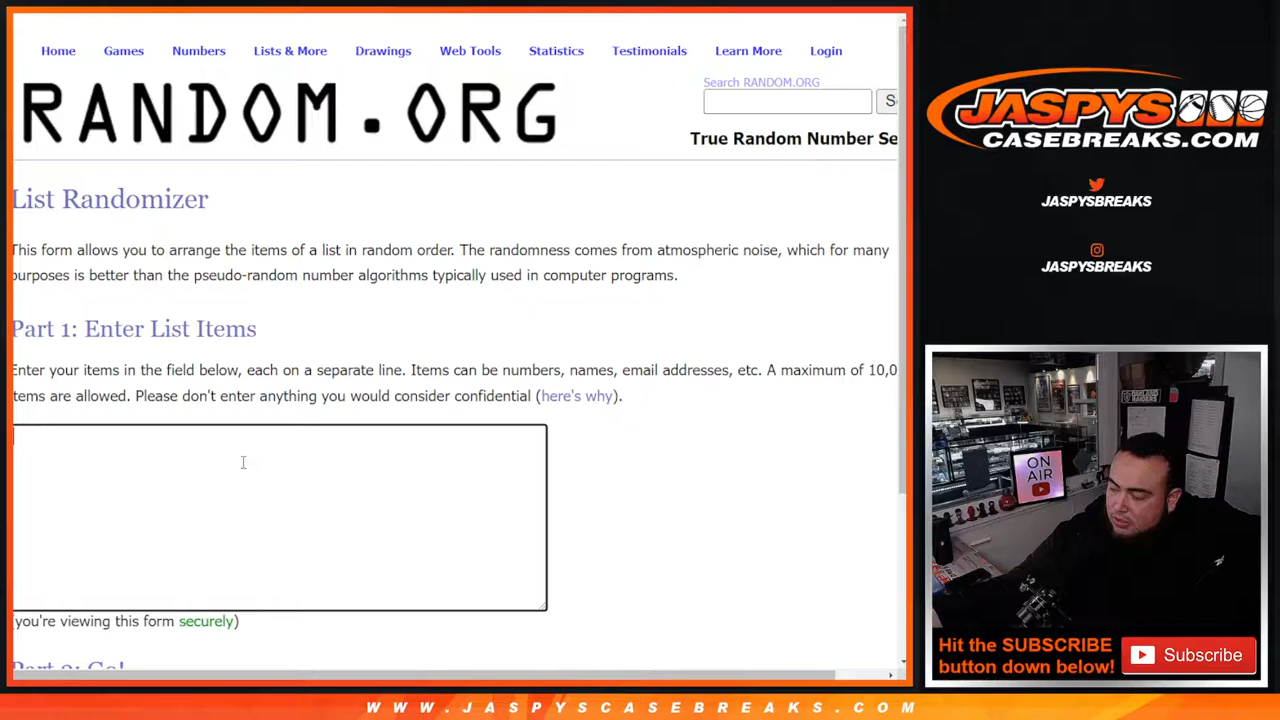 Home Games Numbers Lists & More Drawings Web Tools Statistics Testimonials Learn More Login
RANDOM.ORG
Search RANDOM.ORG
True Random Number Se
List Randomizer
This form allows you to arrange the items of a list in random order. The randomness comes from atmospheric noise, which for many
purposes is better than the pseudo-random number algorithms typically used in computer programs.
Part 1: Enter List Items
Enter your items in the field below, each on a separate line. Items can be numbers, names, email addresses, etc. A maximum of 10,0
items are allowed. Please don't enter anything you would consider confidential (here's why).
(you're viewing this form securely)
Part 2: Go!
JASPYS
CASEBREAKS.COM
JASPYSBREAKS
JASPYSBREAKS
OAKLAND
RAIDERS
ON
AIR
Hit the SUBSCRIBE
button down below!
Subscribe
WWW.JASPYSCASEBREAKS.COM